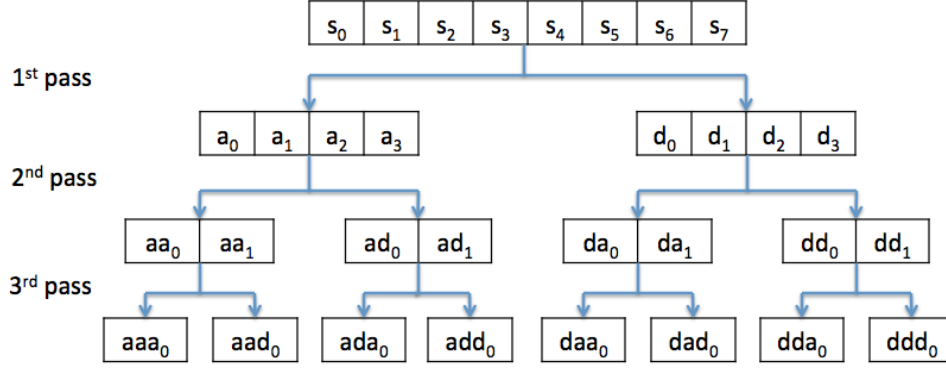 s₀ s₁ s₂ s₃ s₄ s₅ s₆ s₇
1ˢᵗ pass
a₀ a₁ a₂ a₃ d₀ d₁ d₂ d₃
2ⁿᵈ pass
aa₀ aa₁ ad₀ ad₁ da₀ da₁ dd₀ dd₁
3ʳᵈ pass
aaa₀ aad₀ ada₀ add₀ daa₀ dad₀ dda₀ ddd₀